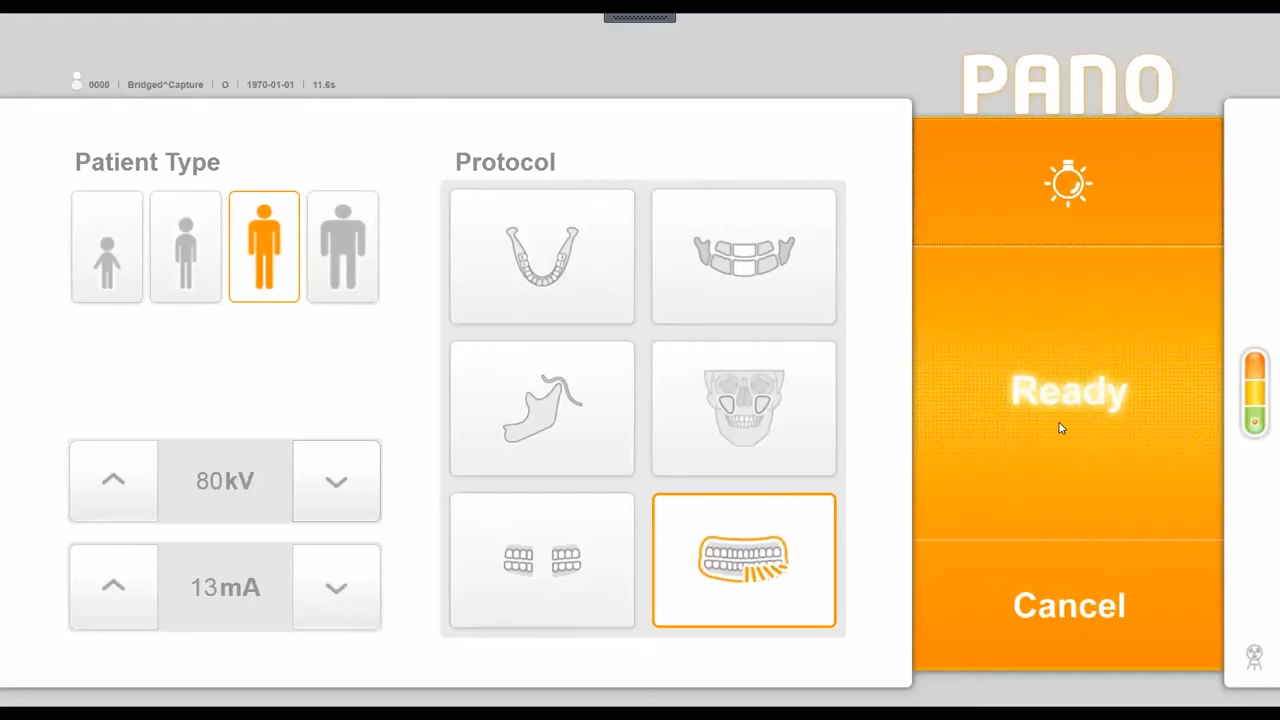 0000 | Bridged^Capture | O | 1970-01-01 | 11.6s
PANO
Patient Type
Protocol
80kV
13mA
Ready
Cancel